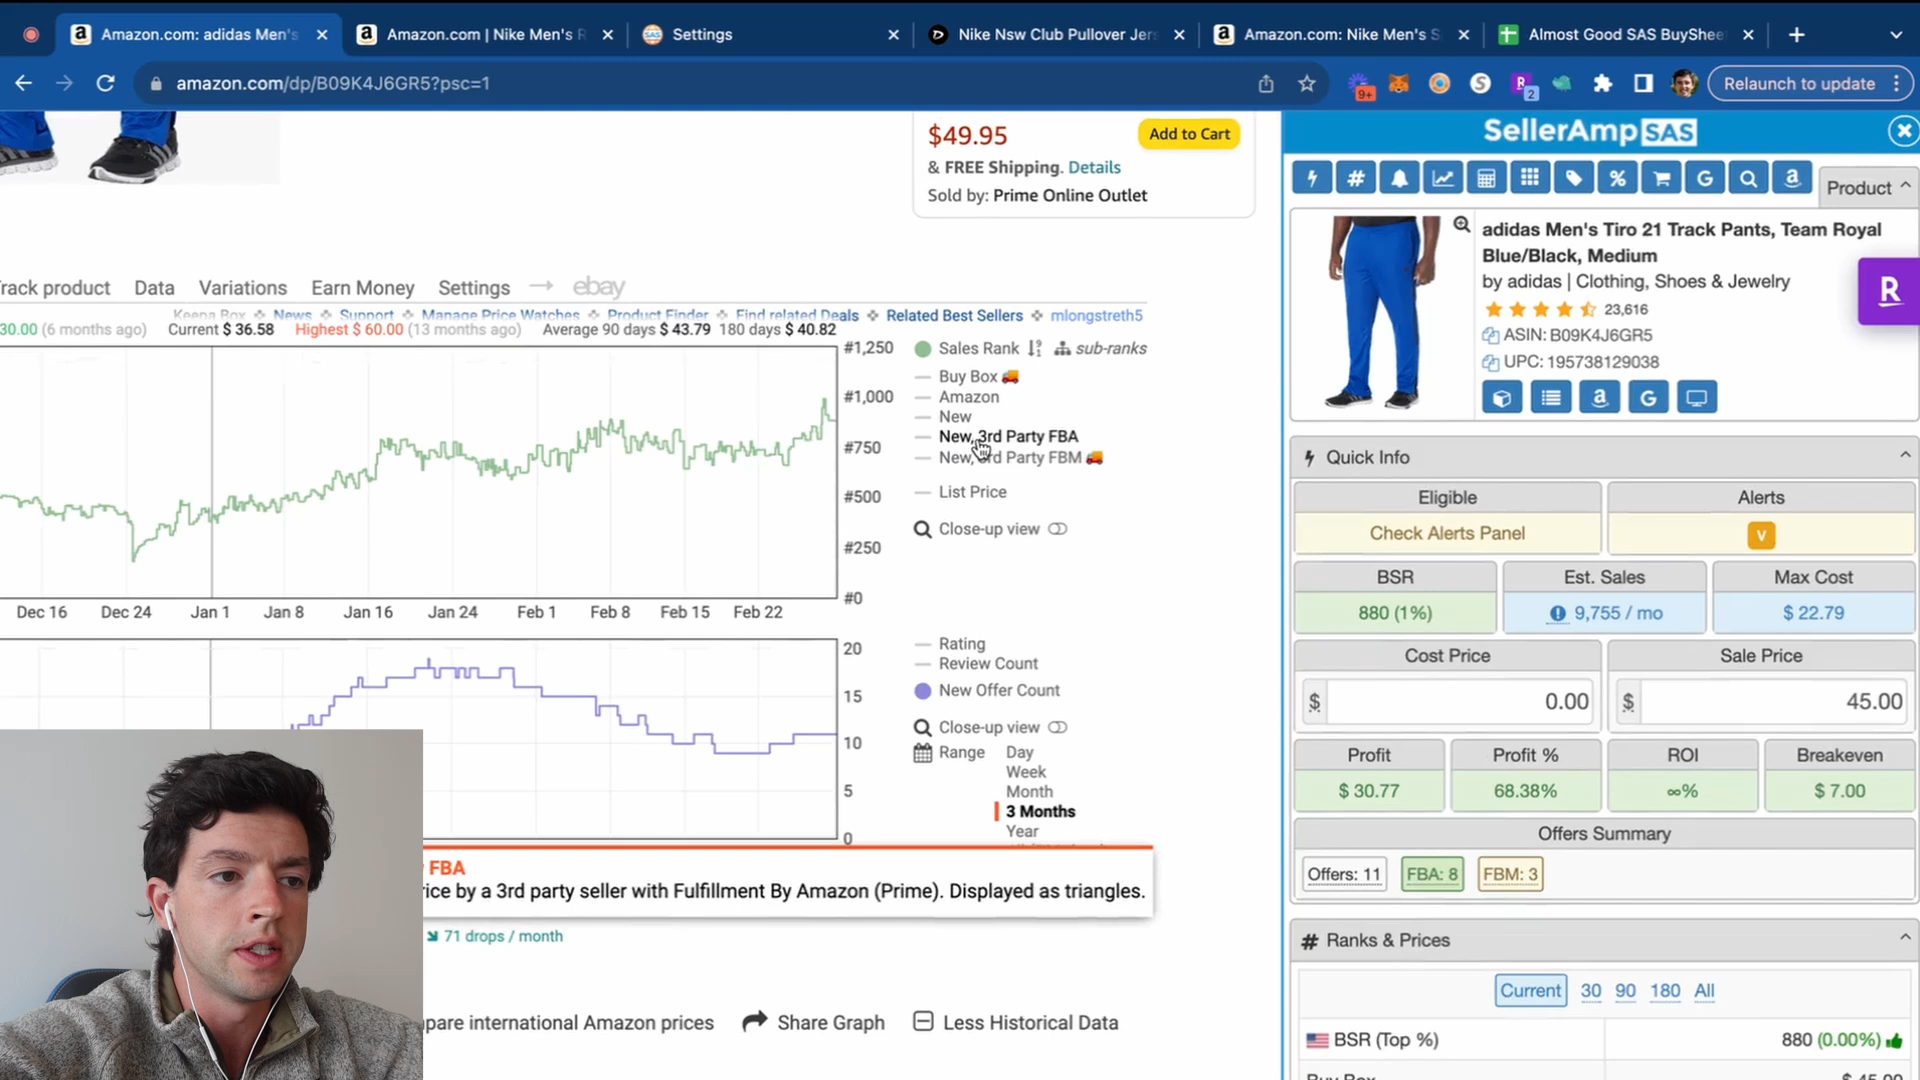 Amazon.com: adidas Men's
Amazon.com | Nike Men's R
Settings
Nike Nsw Club Pullover Jer
Amazon.com: Nike Men's S
Almost Good SAS BuyShee
amazon.com/dp/B09K4J6GR5?psc=1
9+
2
Relaunch to update
$49.95
Add to Cart
& FREE Shipping. Details
Sold by: Prime Online Outlet
rack product
Data
Variations
Earn Money
Settings
ebay
Keepa Box
News
Support
Manage Price Watches
Product Finder
Find related Deals
Related Best Sellers
mlongstreth5
30.00 (6 months ago)
Current $ 36.58
Highest $ 60.00 (13 months ago)
Average 90 days $ 43.79
180 days $ 40.82
#1,250
#1,000
#750
#500
#250
#0
Sales Rank
sub-ranks
Buy Box
Amazon
New
New, 3rd Party FBA
New, 3rd Party FBM
List Price
Close-up view
Dec 16
Dec 24
Jan 1
Jan 8
Jan 16
Jan 24
Feb 1
Feb 8
Feb 15
Feb 22
20
15
10
5
0
Rating
Review Count
New Offer Count
Close-up view
Range
Day
Week
Month
3 Months
Year
FBA
rice by a 3rd party seller with Fulfillment By Amazon (Prime). Displayed as triangles.
71 drops / month
pare international Amazon prices
Share Graph
Less Historical Data
SellerAmp SAS
Product
adidas Men's Tiro 21 Track Pants, Team Royal
Blue/Black, Medium
by adidas | Clothing, Shoes & Jewelry
23,616
ASIN: B09K4J6GR5
UPC: 195738129038
R
Quick Info
Eligible
Alerts
Check Alerts Panel
V
BSR
Est. Sales
Max Cost
880 (1%)
9,755 / mo
$ 22.79
Cost Price
Sale Price
$ 0.00
$ 45.00
Profit
Profit %
ROI
Breakeven
$ 30.77
68.38%
∞%
$ 7.00
Offers Summary
Offers: 11
FBA: 8
FBM: 3
Ranks & Prices
Current
30
90
180
All
BSR (Top %)
880 (0.00%)
Buy Box
$ 45.00